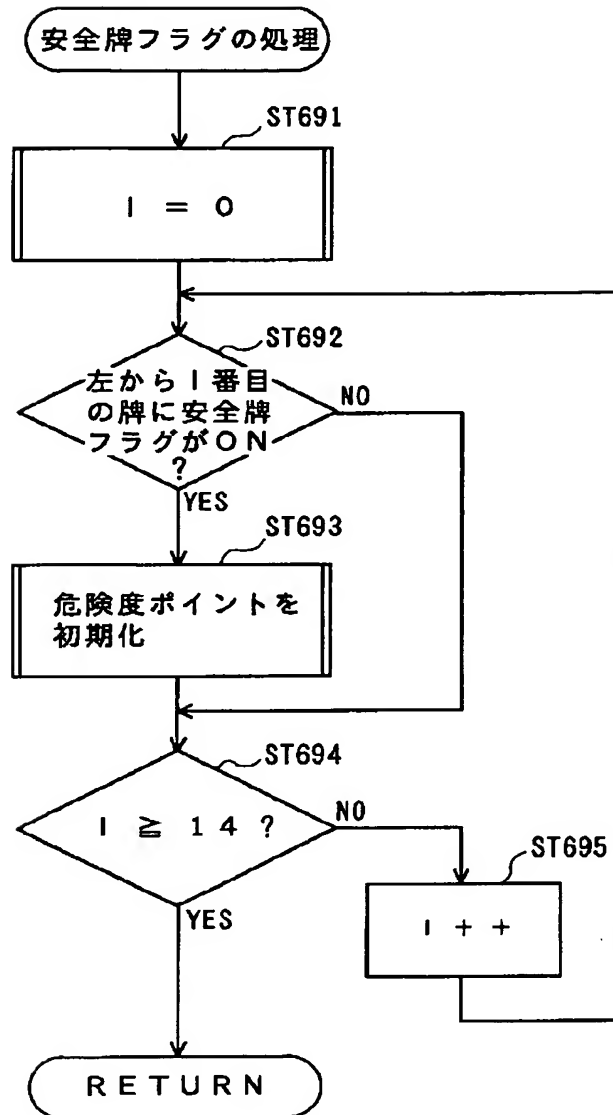 安全牌フラグの処理
ST691
I = 0
ST692
左からI番目
の牌に安全牌
フラグがON
?
NO
YES
ST693
危険度ポイントを
初期化
ST694
I ≧ 14?
NO
ST695
I++
YES
RETURN